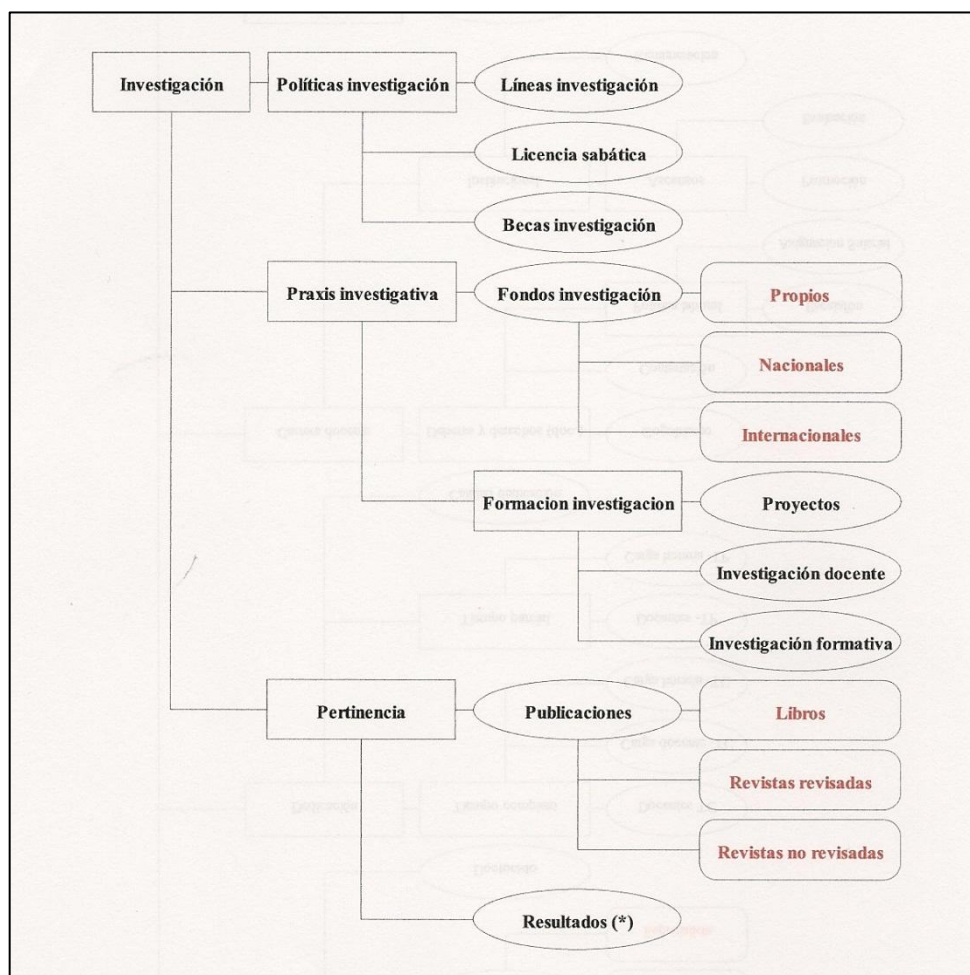 Investigación
Políticas investigación
Líneas investigación
Licencia sabática
Becas investigación
Praxis investigativa
Fondos investigación
Propios
Nacionales
Internacionales
Formacion investigacion
Proyectos
Investigación docente
Investigación formativa
Pertinencia
Publicaciones
Libros
Revistas revisadas
Revistas no revisadas
Resultados (*)